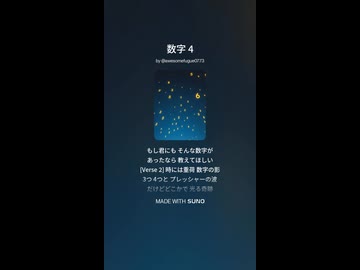 数字 4
by @awesomefugue0773
6
もし君にも そんな数字が
あったなら 教えてほしい
[Verse 2] 時には重荷 数字の影
3つ 4つと プレッシャーの波
だけどどこかで 光る奇跡
MADE WITH SUNO